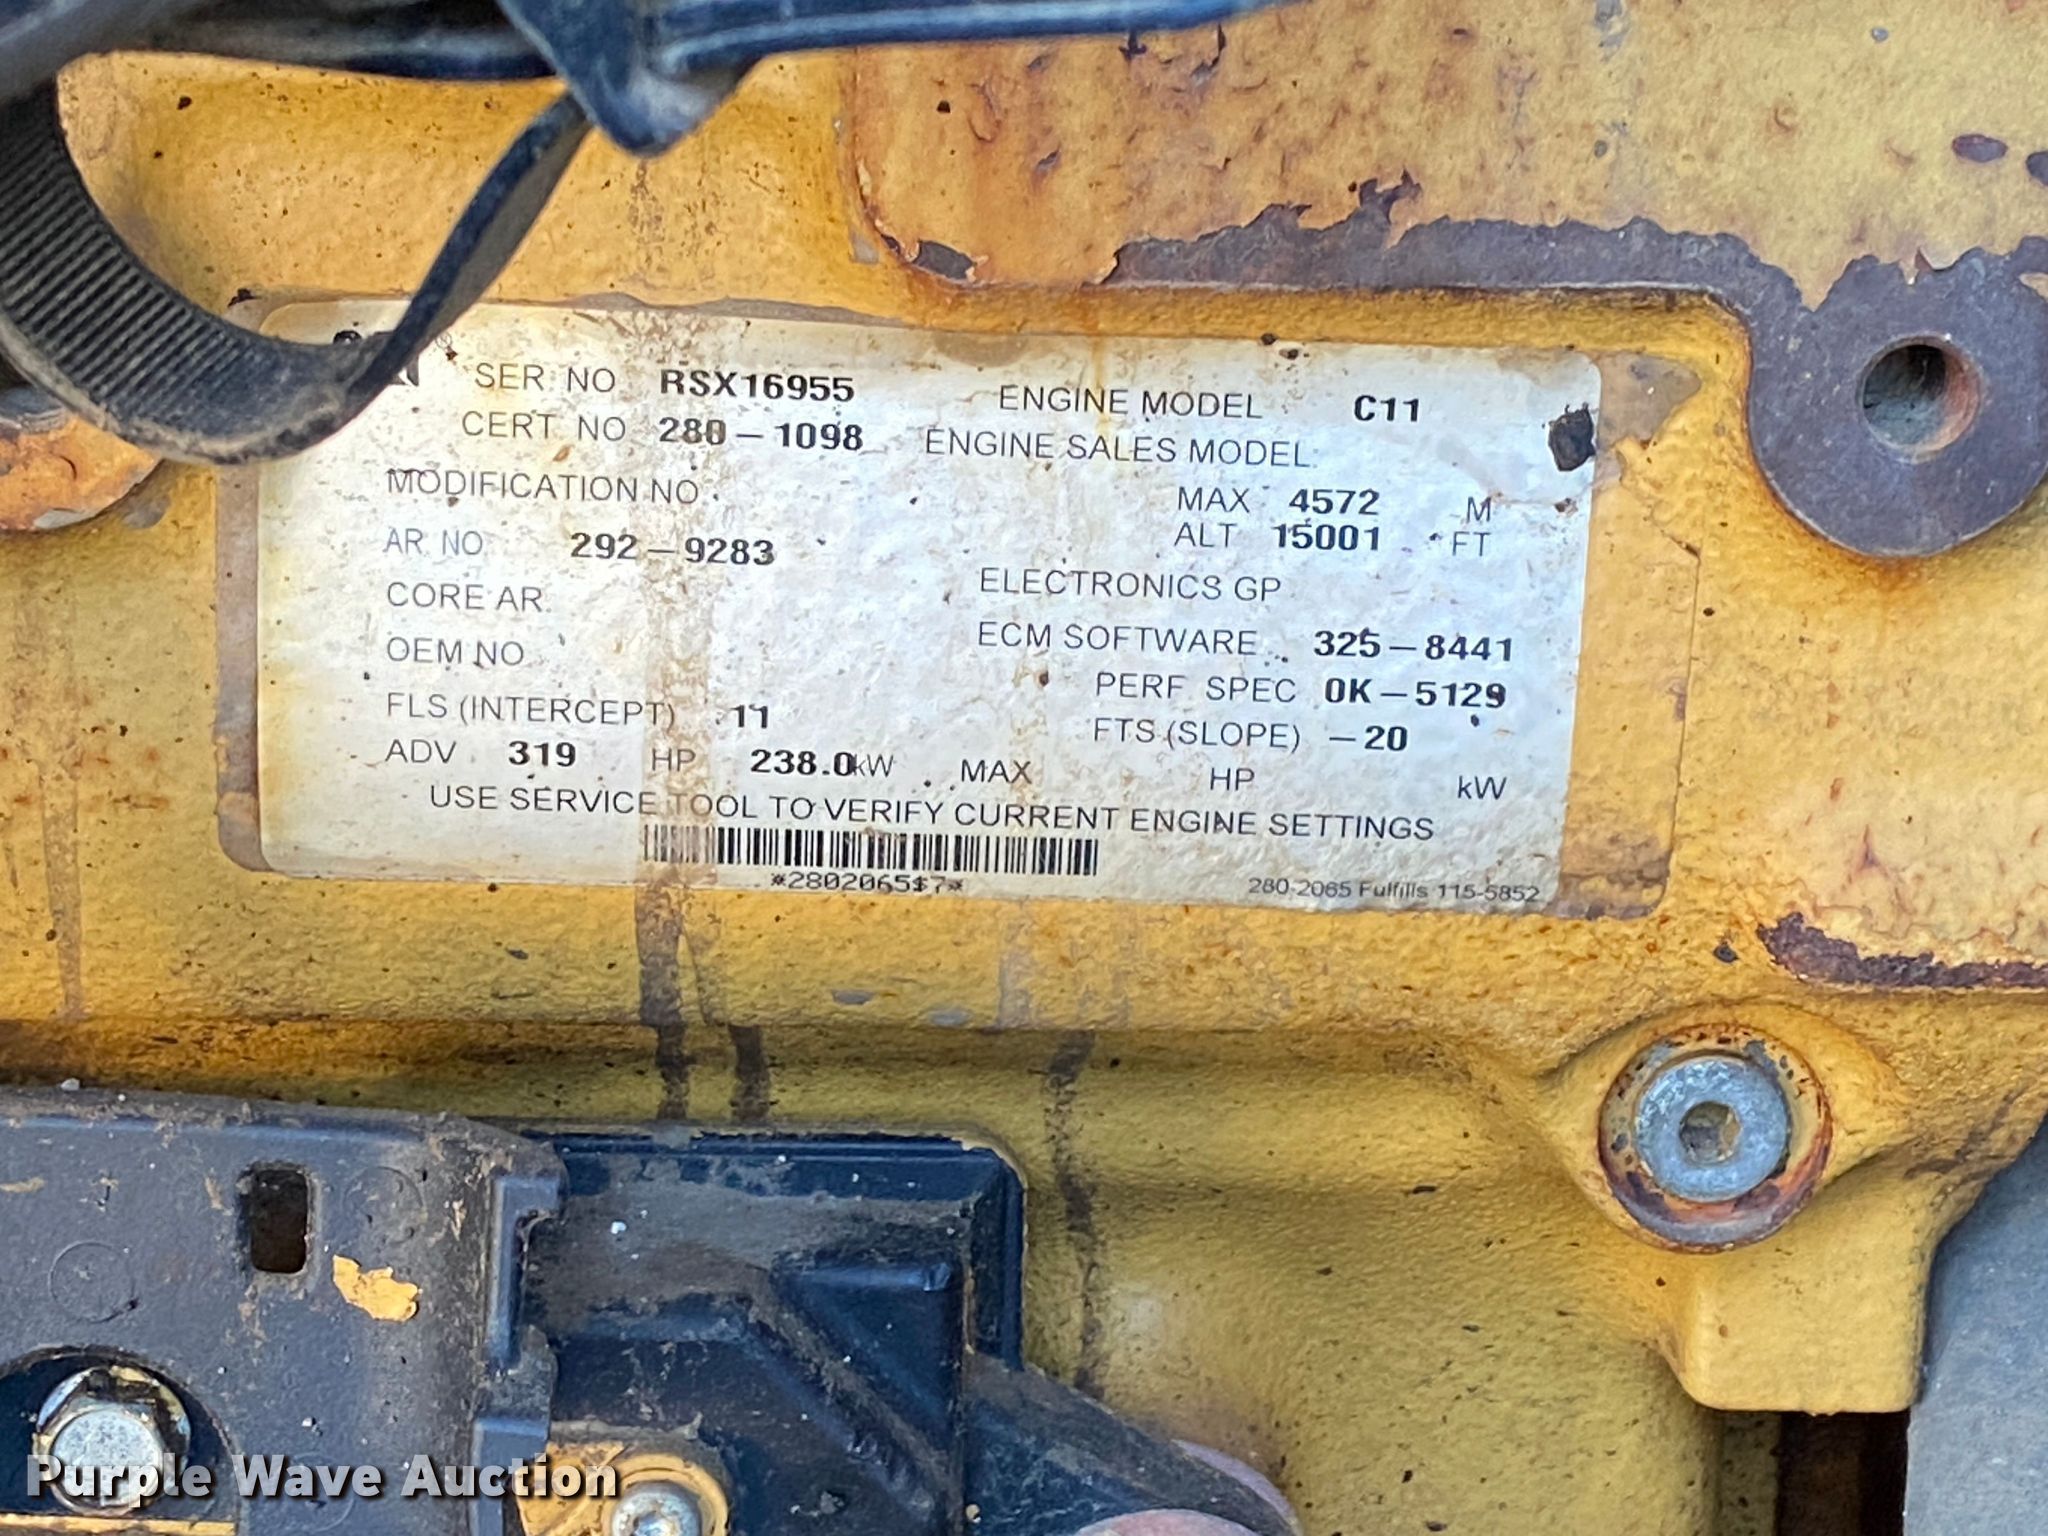 SER. NO RSX16955 ENGINE MODEL C11
CERT. NO 280-1098 ENGINE SALES MODEL:
MODIFICATION NO MAX 4572 M
AR. NO 292-9283 ALT 15001 FT
CORE AR. ELECTRONICS GP
OEM NO ECM SOFTWARE 325-8441
PERF. SPEC 0K-5129
FLS (INTERCEPT) 11 FTS (SLOPE) -20
ADV 319 HP 238.0kW MAX HP kW
USE SERVICE TOOL TO VERIFY CURRENT ENGINE SETTINGS
280-2065 Fulfills 115-5852
Purple Wave Auction